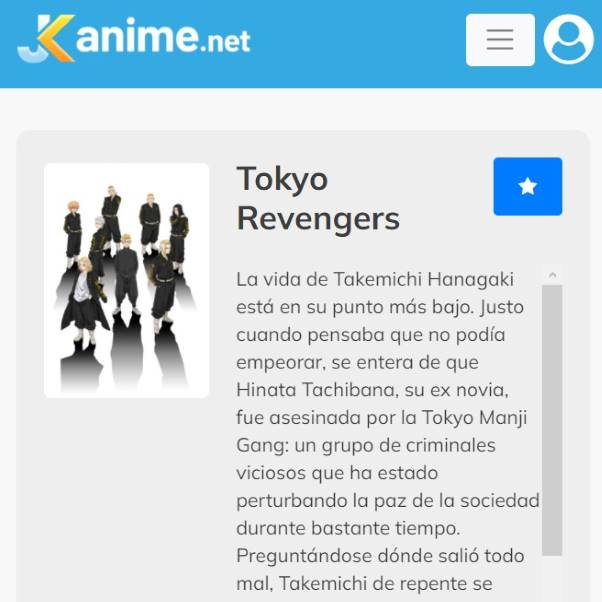 JKanime.net
Tokyo
Revengers
La vida de Takemichi Hanagaki
está en su punto más bajo. Justo
cuando pensaba que no podía
empeorar, se entera de que
Hinata Tachibana, su ex novia,
fue asesinada por la Tokyo Manji
Gang: un grupo de criminales
viciosos que ha estado
perturbando la paz de la sociedad
durante bastante tiempo.
Preguntándose dónde salió todo
mal, Takemichi de repente se